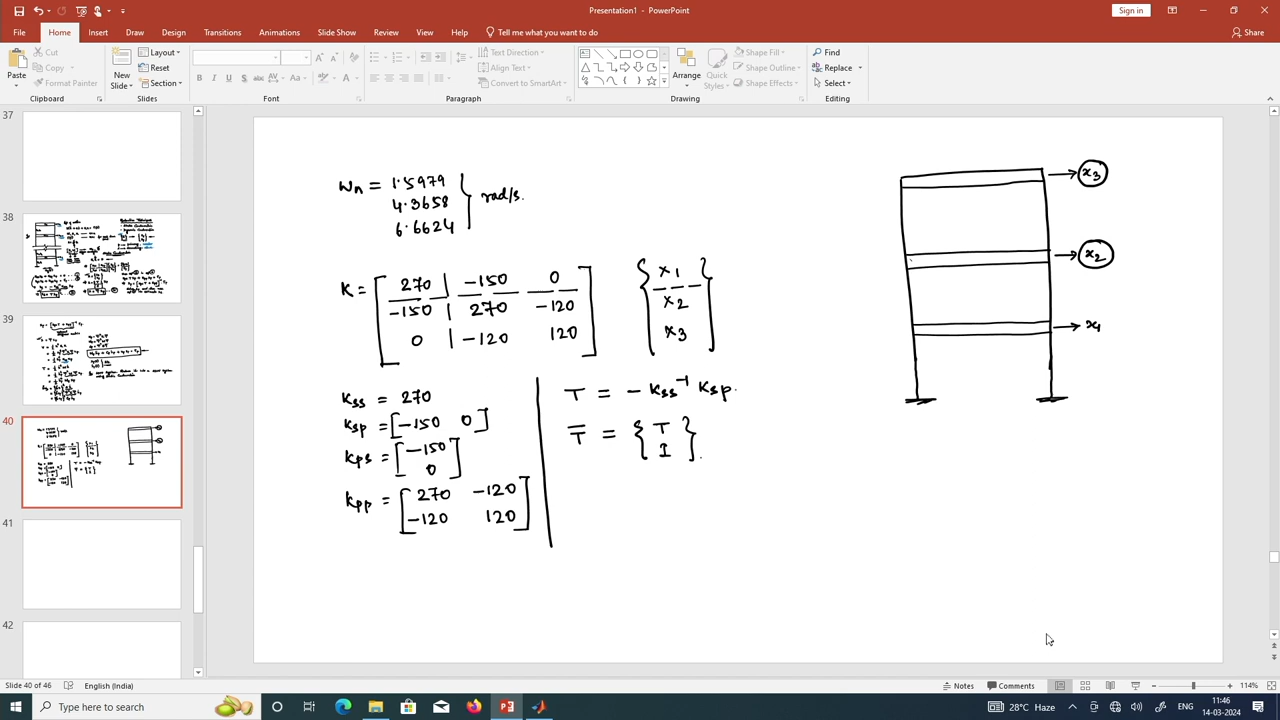 Presentation1 - PowerPoint
Sign in
File Home Insert Draw Design Transitions Animations Slide Show Review View Help Tell me what you want to do Share
Paste
Cut
Copy
Format Painter
Clipboard
New Slide
Layout
Reset
Section
Slides
B I U S abc AV Aa A
Font
Text Direction
Align Text
Convert to SmartArt
Paragraph
Arrange
Quick Styles
Shape Fill
Shape Outline
Shape Effects
Drawing
Find
Replace
Select
Editing
37
38
39
40
41
42
ωn = 1.5979
4.3658
6.6624
rad/s.
K = [ 270 | -150 0
-150 | 270 -120
0 | -120 120 ]
{ x1
x2
x3 }
Kss = 270
Ksp = [-150 0]
Kps = [ -150
0 ]
Kpp = [ 270 -120
-120 120 ]
T = - Kss⁻¹ Ksp.
T̅ = { T
I }.
x3
x2
x1
Slide 40 of 46 English (India) Notes Comments 114%
Type here to search
28°C Haze
ENG
11:46
14-03-2024